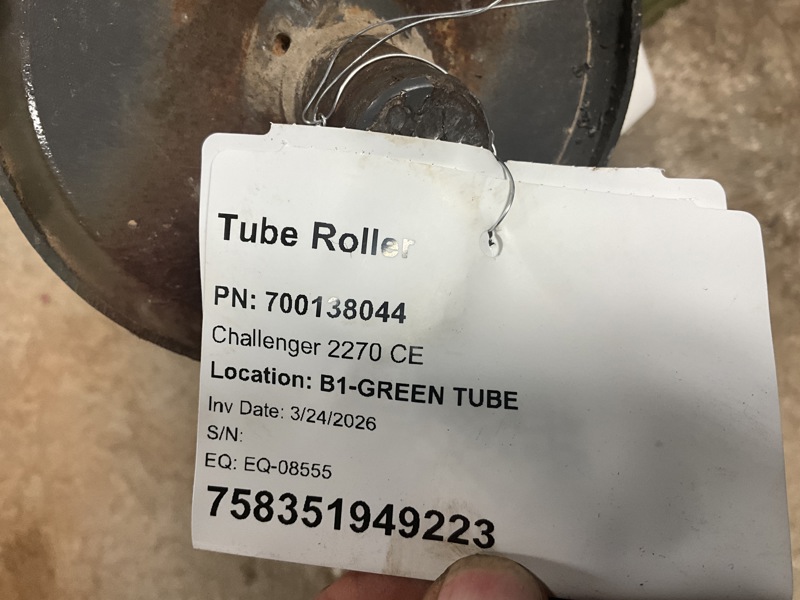 Tube Roller
PN: 700138044
Challenger 2270 CE
Location: B1-GREEN TUBE
Inv Date: 3/24/2026
S/N:
EQ: EQ-08555
758351949223